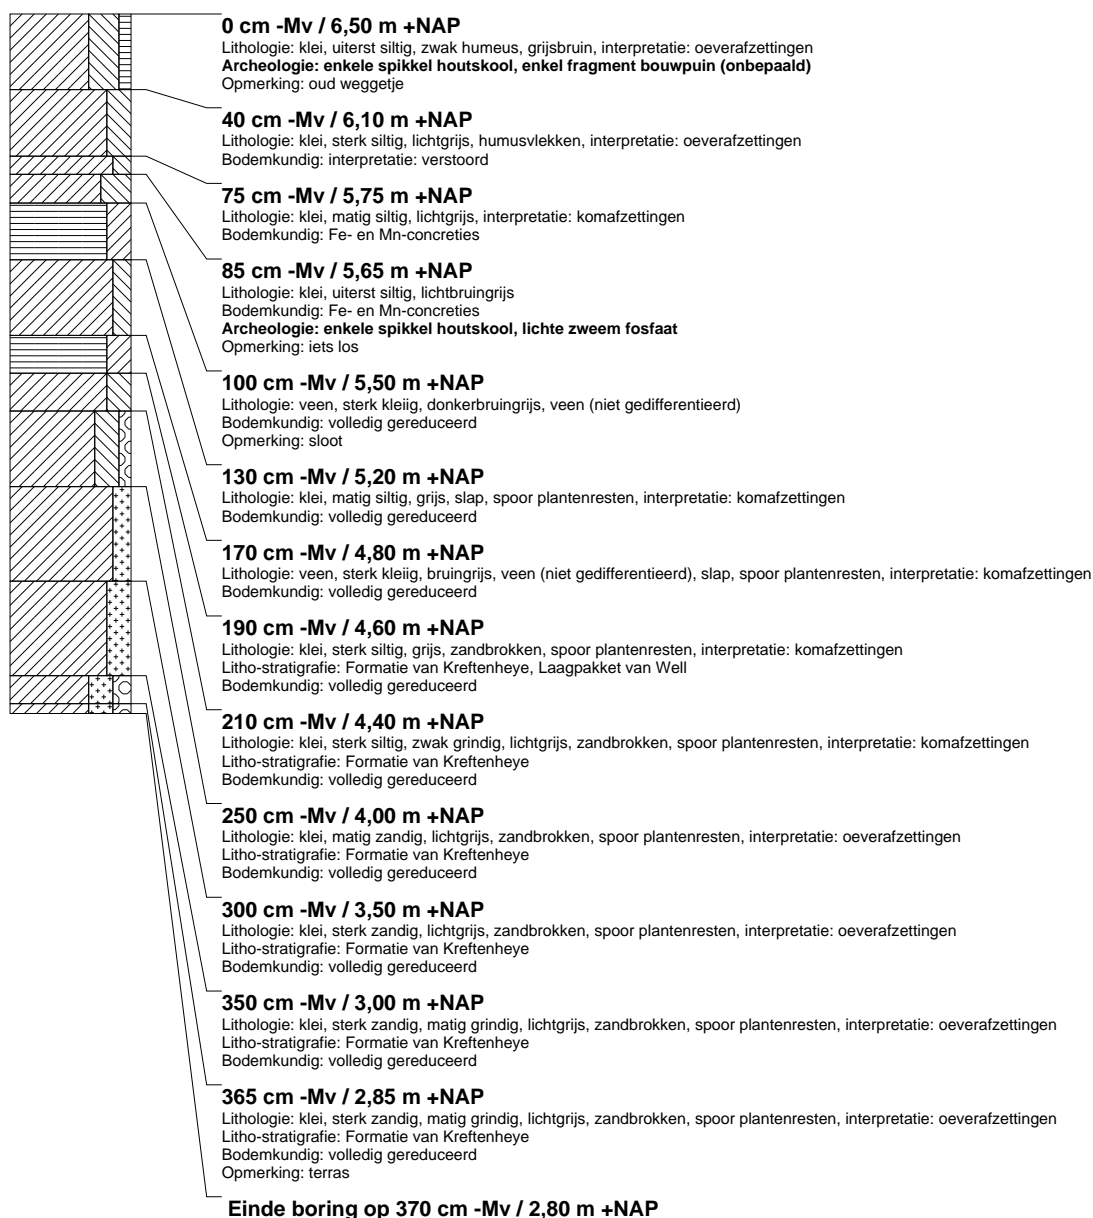 0 cm -Mv / 6,50 m +NAP
Lithologie: klei, uiterst siltig, zwak humeus, grijsbruin, interpretatie: oeverafzettingen
Archeologie: enkele spikkel houtskool, enkel fragment bouwpuin (onbepaald)
Opmerking: oud weggetje
40 cm -Mv / 6,10 m +NAP
Lithologie: klei, sterk siltig, lichtgrijs, humusvlekken, interpretatie: oeverafzettingen
Bodemkundig: interpretatie: verstoord
75 cm -Mv / 5,75 m +NAP
Lithologie: klei, matig siltig, lichtgrijs, interpretatie: komafzettingen
Bodemkundig: Fe- en Mn-concreties
85 cm -Mv / 5,65 m +NAP
Lithologie: klei, uiterst siltig, lichtbruingrijs
Bodemkundig: Fe- en Mn-concreties
Archeologie: enkele spikkel houtskool, lichte zweem fosfaat
Opmerking: iets los
100 cm -Mv / 5,50 m +NAP
Lithologie: veen, sterk kleiig, donkerbruingrijs, veen (niet gedifferentieerd)
Bodemkundig: volledig gereduceerd
Opmerking: sloot
130 cm -Mv / 5,20 m +NAP
Lithologie: klei, matig siltig, grijs, slap, spoor plantenresten, interpretatie: komafzettingen
Bodemkundig: volledig gereduceerd
170 cm -Mv / 4,80 m +NAP
Lithologie: veen, sterk kleiig, bruingrijs, veen (niet gedifferentieerd), slap, spoor plantenresten, interpretatie: komafzettingen
Bodemkundig: volledig gereduceerd
190 cm -Mv / 4,60 m +NAP
Lithologie: klei, sterk siltig, grijs, zandbrokken, spoor plantenresten, interpretatie: komafzettingen
Litho-stratigrafie: Formatie van Kreftenheye, Laagpakket van Well
Bodemkundig: volledig gereduceerd
210 cm -Mv / 4,40 m +NAP
Lithologie: klei, sterk siltig, zwak grindig, lichtgrijs, zandbrokken, spoor plantenresten, interpretatie: komafzettingen
Litho-stratigrafie: Formatie van Kreftenheye
Bodemkundig: volledig gereduceerd
250 cm -Mv / 4,00 m +NAP
Lithologie: klei, matig zandig, lichtgrijs, zandbrokken, spoor plantenresten, interpretatie: oeverafzettingen
Litho-stratigrafie: Formatie van Kreftenheye
Bodemkundig: volledig gereduceerd
300 cm -Mv / 3,50 m +NAP
Lithologie: klei, sterk zandig, lichtgrijs, zandbrokken, spoor plantenresten, interpretatie: oeverafzettingen
Litho-stratigrafie: Formatie van Kreftenheye
Bodemkundig: volledig gereduceerd
350 cm -Mv / 3,00 m +NAP
Lithologie: klei, sterk zandig, matig grindig, lichtgrijs, zandbrokken, spoor plantenresten, interpretatie: oeverafzettingen
Litho-stratigrafie: Formatie van Kreftenheye
Bodemkundig: volledig gereduceerd
365 cm -Mv / 2,85 m +NAP
Lithologie: klei, sterk zandig, matig grindig, lichtgrijs, zandbrokken, spoor plantenresten, interpretatie: oeverafzettingen
Litho-stratigrafie: Formatie van Kreftenheye
Bodemkundig: volledig gereduceerd
Opmerking: terras
Einde boring op 370 cm -Mv / 2,80 m +NAP